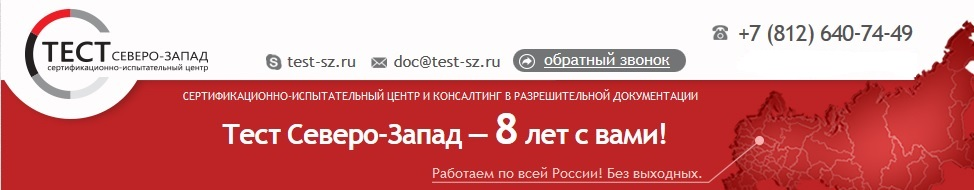 ТЕСТ СЕВЕРО-ЗАПАД
сертификационно-испытательный центр
+7 (812) 640-74-49
test-sz.ru doc@test-sz.ru обратный звонок
СЕРТИФИКАЦИОННО-ИСПЫТАТЕЛЬНЫЙ ЦЕНТР И КОНСАЛТИНГ В РАЗРЕШИТЕЛЬНОЙ ДОКУМЕНТАЦИИ
Тест Северо-Запад — 8 лет с вами!
Работаем по всей России! Без выходных.